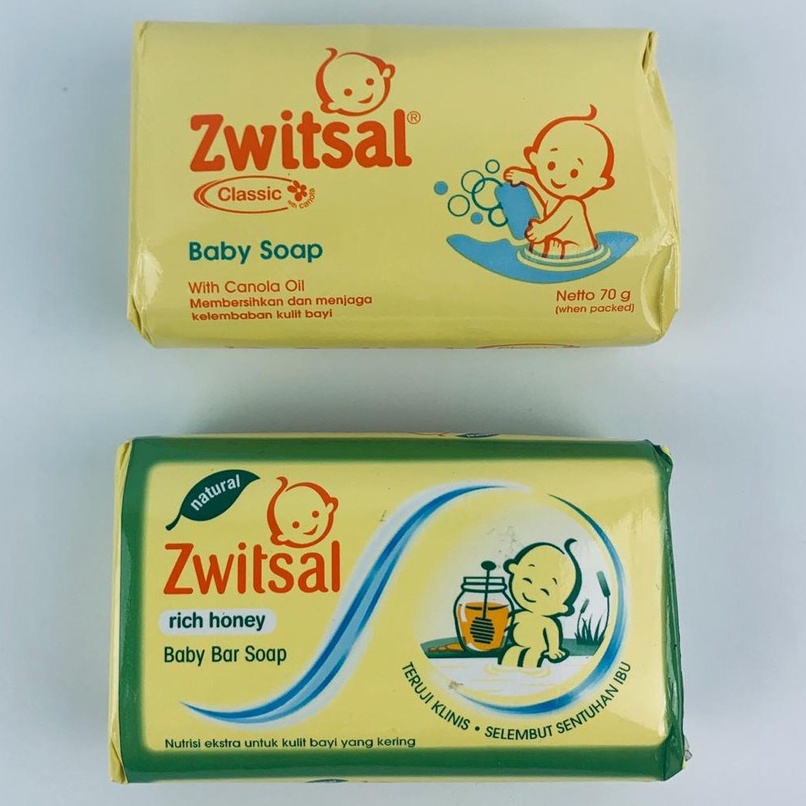 Zwitsal®
Classic
with canola
Baby Soap
With Canola Oil
Membersihkan dan menjaga
kelembaban kulit bayi
Netto 70 g
(when packed)
natural
Zwitsal
rich honey
Baby Bar Soap
TERUJI KLINIS • SELEMBUT SENTUHAN IBU
Nutrisi ekstra untuk kulit bayi yang kering